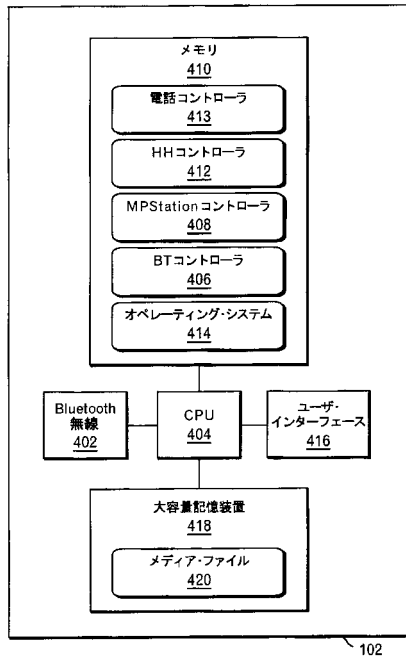 メモリ
410
電話コントローラ
413
HHコントローラ
412
MPStationコントローラ
408
BTコントローラ
406
オペレーティング・システム
414
Bluetooth
無線
402
CPU
404
ユーザ・
インターフェース
416
大容量記憶装置
418
メディア・ファイル
420
102